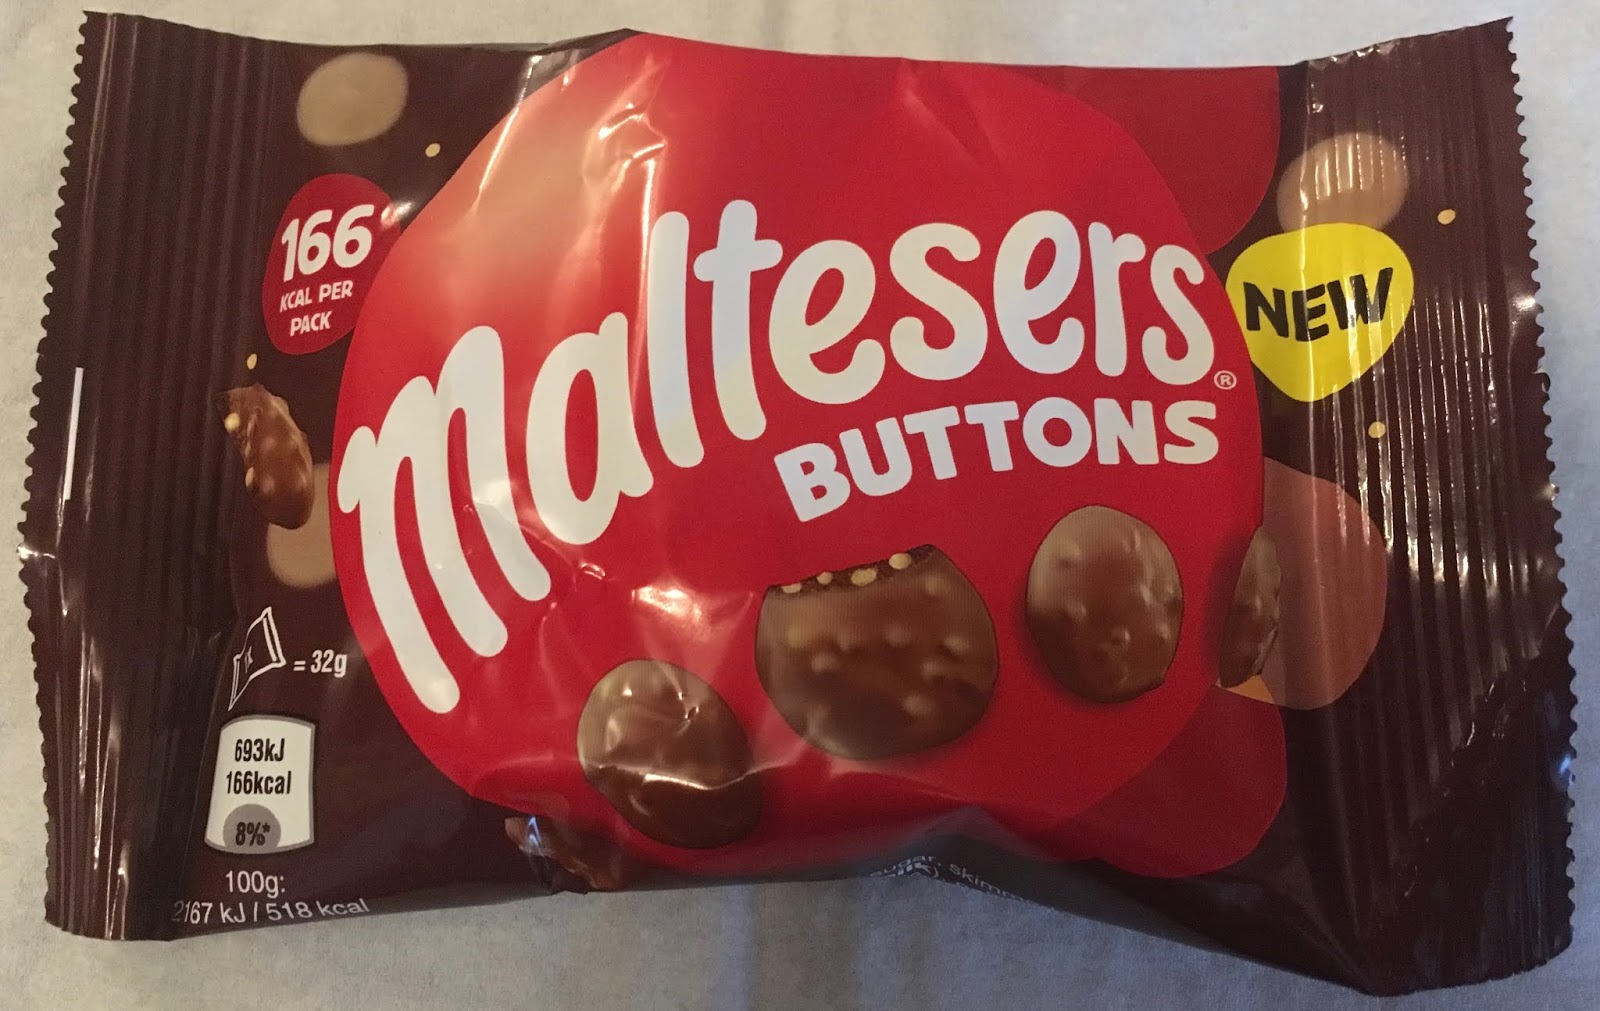 166
KCAL PER
PACK
Maltesers®
BUTTONS
NEW
= 32g
693kJ
166kcal
8%*
100g:
2167 kJ / 518 kcal